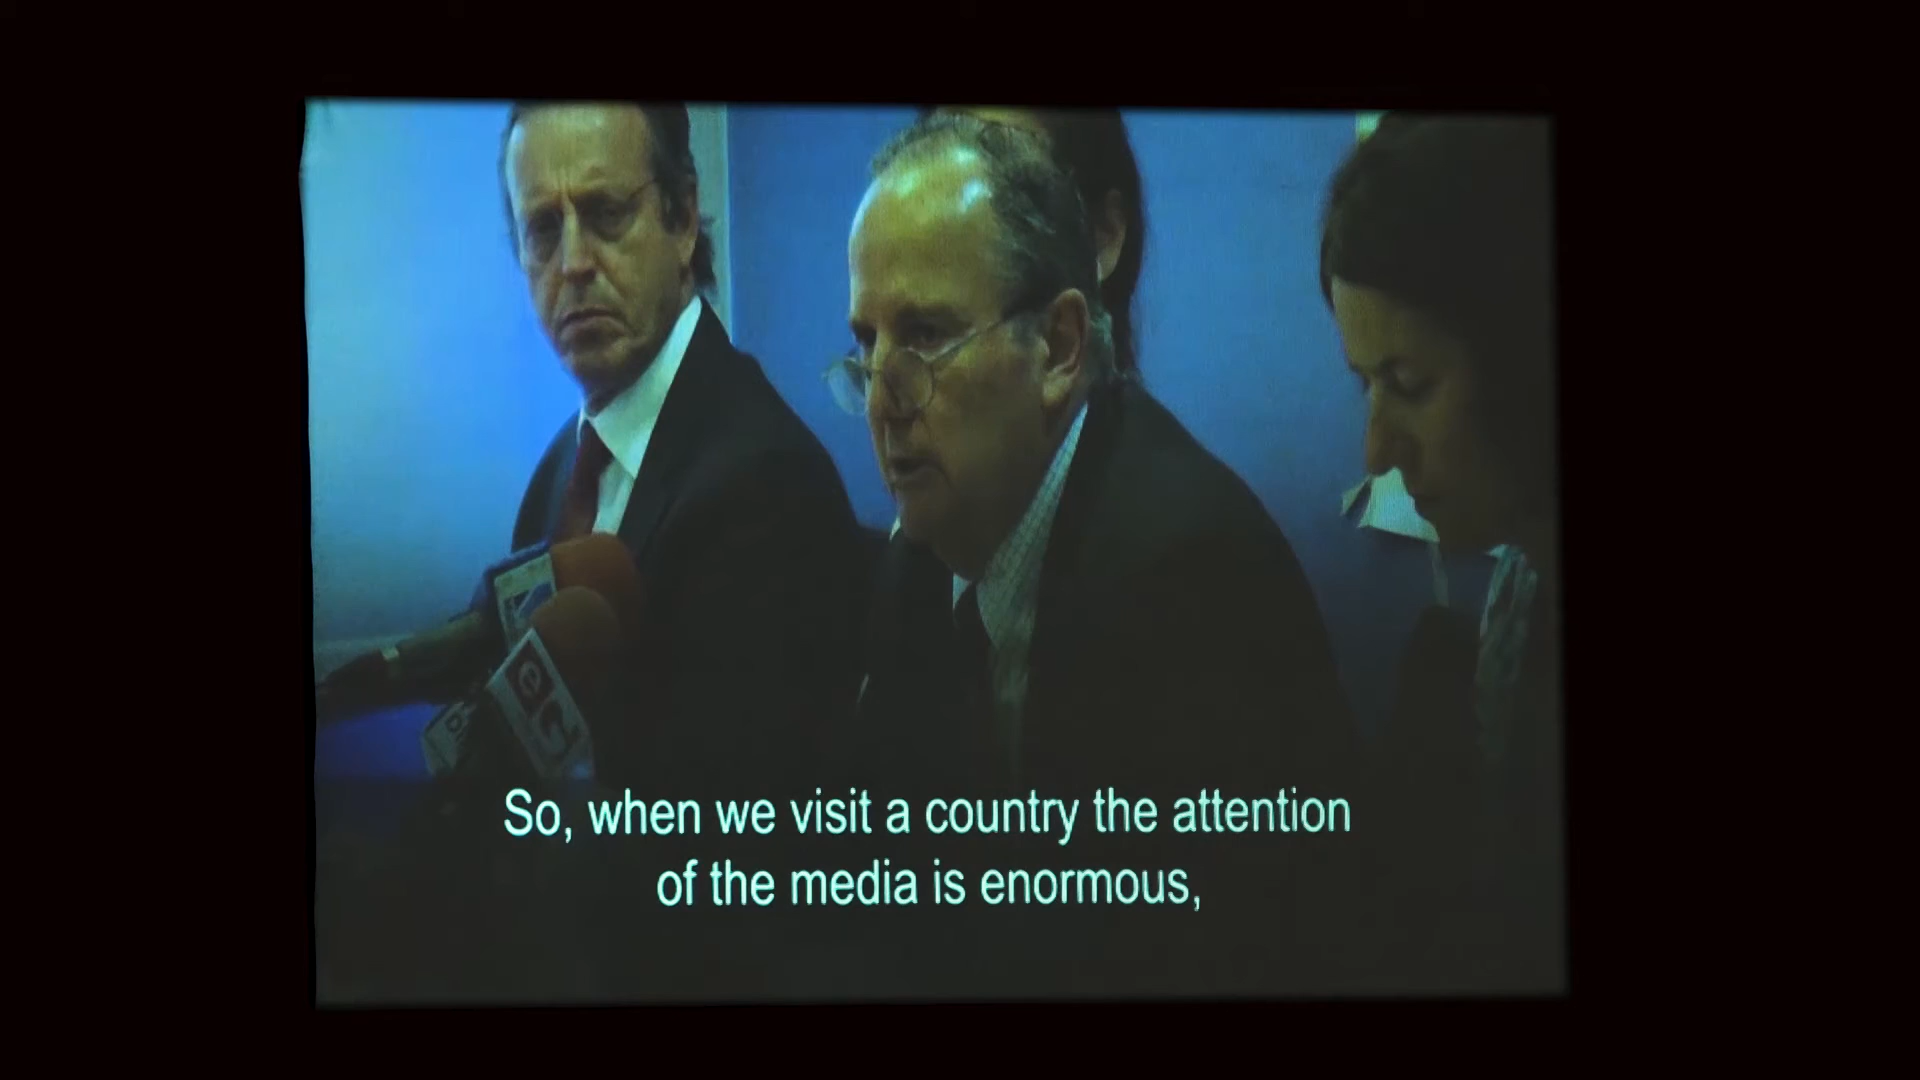 So, when we visit a country the attention
of the media is enormous,